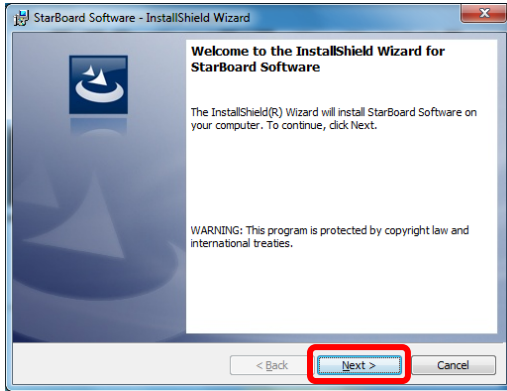 StarBoard Software - InstallShield Wizard
Welcome to the InstallShield Wizard for
StarBoard Software
The InstallShield(R) Wizard will install StarBoard Software on
your computer. To continue, click Next.
WARNING: This program is protected by copyright law and
international treaties.
< Back
Next >
Cancel